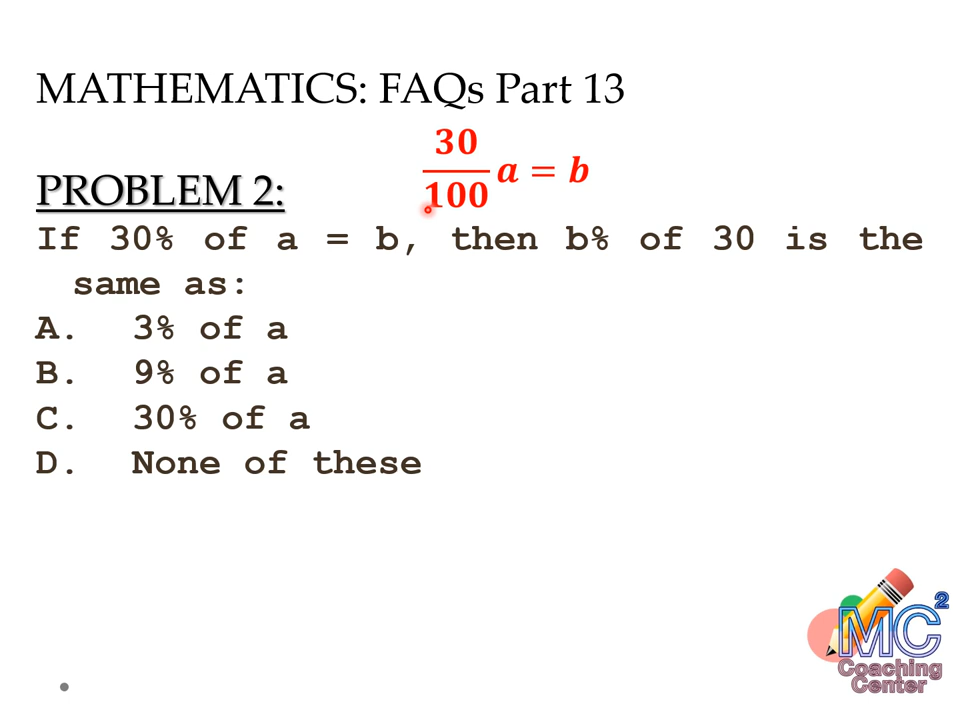 MATHEMATICS: FAQs Part 13
30
100
a = b
PROBLEM 2:
If 30% of a = b, then b% of 30 is the
same as:
A. 3% of a
B. 9% of a
C. 30% of a
D. None of these
MC2
Coaching
Center